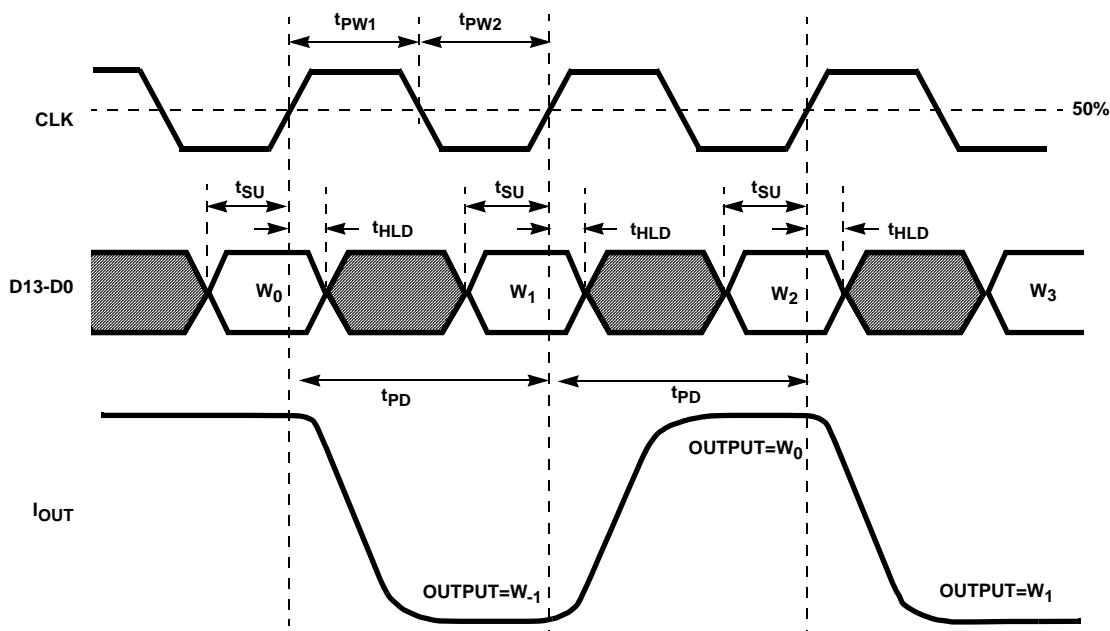 tPW1 tPW2
CLK
50%
tSU tSU tSU
tHLD tHLD tHLD
D13-D0 W0 W1 W2 W3
tPD tPD
OUTPUT=W0
IOUT
OUTPUT=W-1 OUTPUT=W1